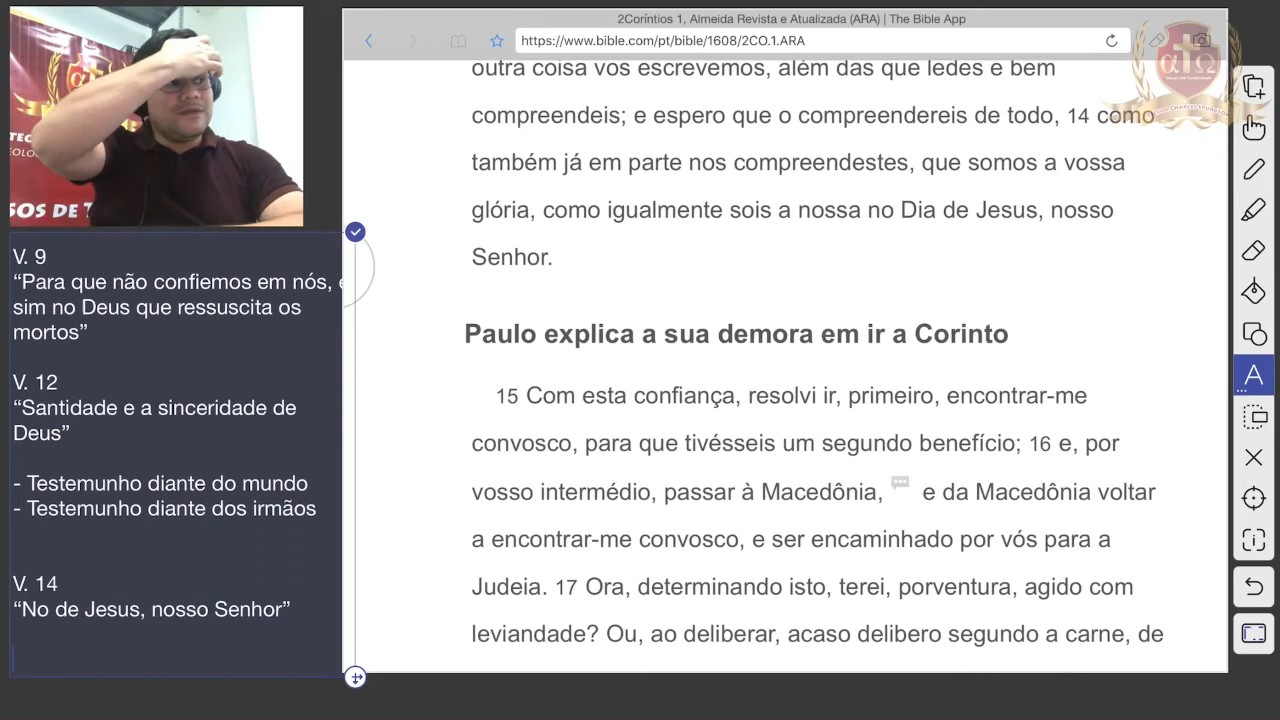 2Coríntios 1, Almeida Revista e Atualizada (ARA) | The Bible App
https://www.bible.com/pt/bible/1608/2CO.1.ARA
outra coisa vos escrevemos, além das que ledes e bem
compreendeis; e espero que o compreendereis de todo, 14 como
também já em parte nos compreendestes, que somos a vossa
glória, como igualmente sois a nossa no Dia de Jesus, nosso
Senhor.
Paulo explica a sua demora em ir a Corinto
15 Com esta confiança, resolvi ir, primeiro, encontrar-me
convosco, para que tivésseis um segundo benefício; 16 e, por
vosso intermédio, passar à Macedônia, e da Macedônia voltar
a encontrar-me convosco, e ser encaminhado por vós para a
Judeia. 17 Ora, determinando isto, terei, porventura, agido com
leviandade? Ou, ao deliberar, acaso delibero segundo a carne, de
V. 9
“Para que não confiemos em nós, e
sim no Deus que ressuscita os
mortos”
V. 12
“Santidade e a sinceridade de
Deus”
- Testemunho diante do mundo
- Testemunho diante dos irmãos
V. 14
“No de Jesus, nosso Senhor”
SOS DE T
α Ω
A